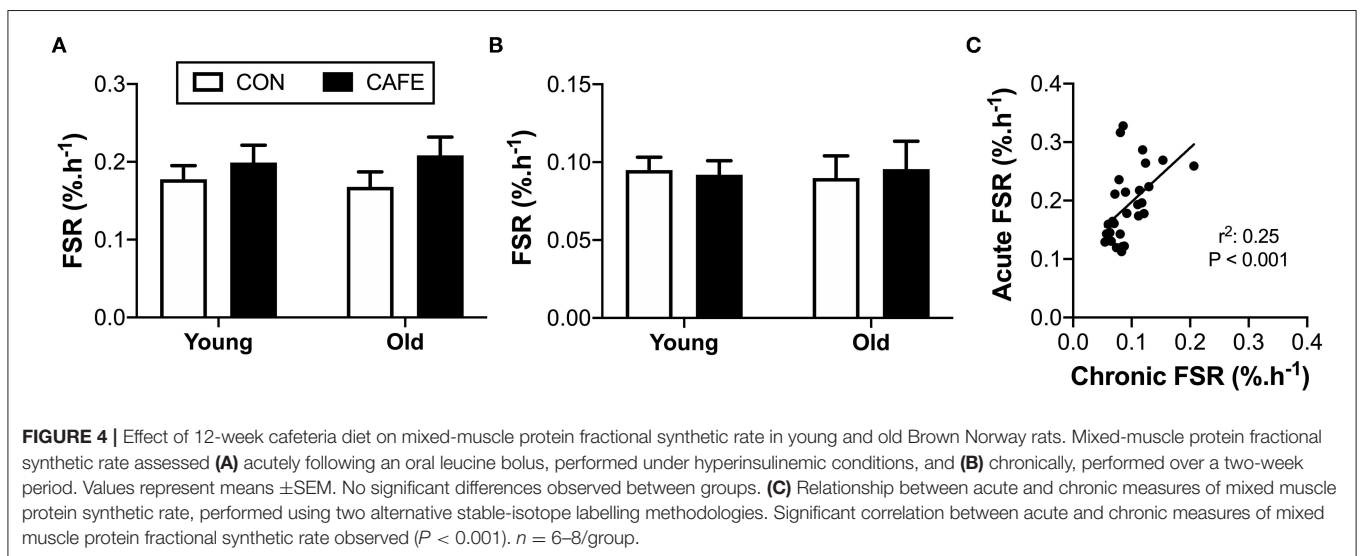 A
CON CAFE
0.3
0.2
0.1
0.0
FSR (%.h-1)
Young Old
B
0.15
0.10
0.05
0.00
FSR (%.h-1)
Young Old
C
0.4
0.3
0.2
0.1
0.0
Acute FSR (%.h-1)
r2: 0.25
P < 0.001
0.0 0.1 0.2 0.3 0.4
Chronic FSR (%.h-1)
FIGURE 4 | Effect of 12-week cafeteria diet on mixed-muscle protein fractional synthetic rate in young and old Brown Norway rats. Mixed-muscle protein fractional
synthetic rate assessed (A) acutely following an oral leucine bolus, performed under hyperinsulinemic conditions, and (B) chronically, performed over a two-week
period. Values represent means ±SEM. No significant differences observed between groups. (C) Relationship between acute and chronic measures of mixed muscle
protein synthetic rate, performed using two alternative stable-isotope labelling methodologies. Significant correlation between acute and chronic measures of mixed
muscle protein fractional synthetic rate observed (P < 0.001). n = 6–8/group.